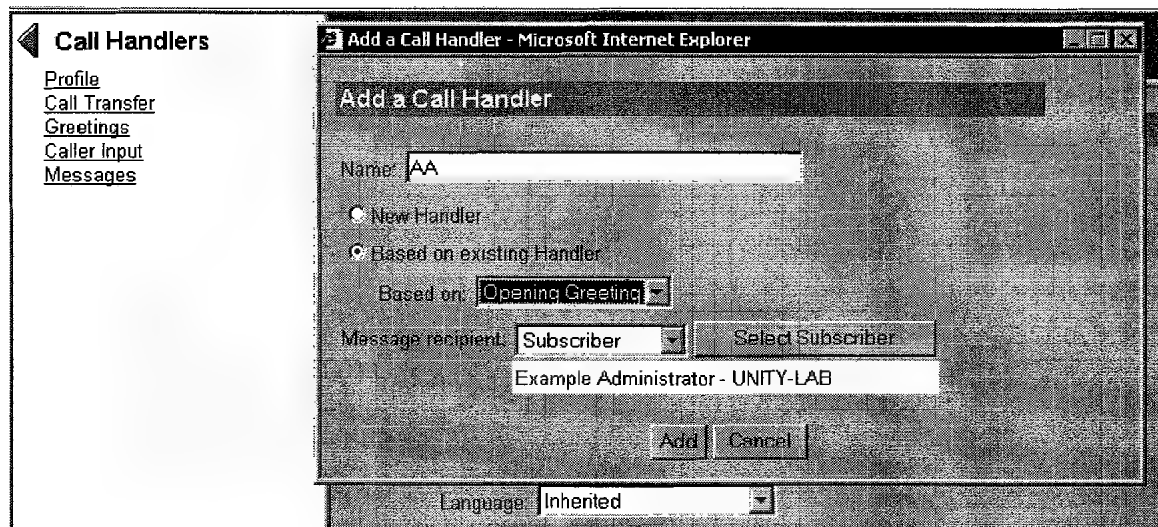 Call Handlers
Profile
Call Transfer
Greetings
Caller Input
Messages
Add a Call Handler - Microsoft Internet Explorer
Add a Call Handler
Name: AA
New Handler
Based on existing Handler
Based on: Opening Greeting
Message recipient: Subscriber Select Subscriber
Example Administrator - UNITY-LAB
Add Cancel
Language: Inherited